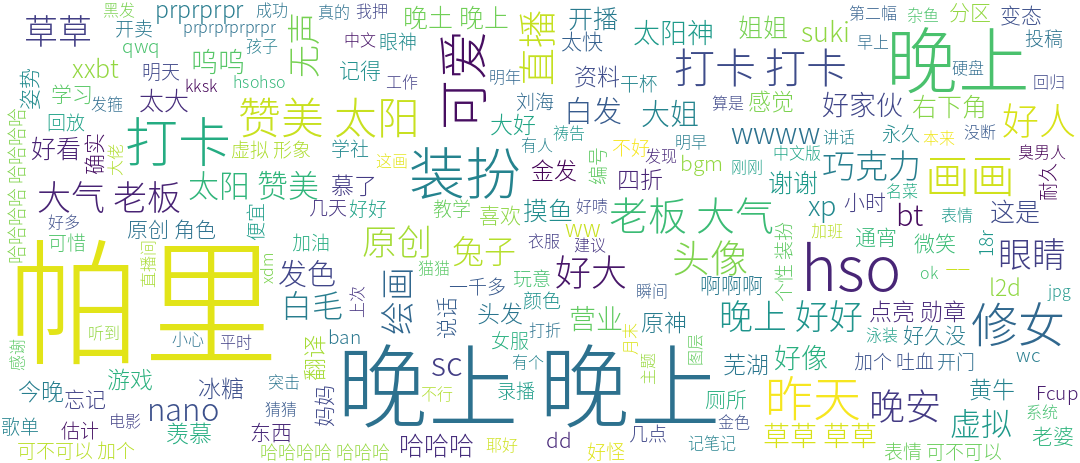 黑发
prprprpr
成功
真的 我押
晚土 晚上
开播
第二幅
杂鱼
分区
草草
开卖
prprprprprpr
无声
直播
太快
太阳神
姐姐
suki
变态
qwq
孩子
中文
眼神
可爱
早上
晚上
投稿
xxbt
呜呜
记得
打卡 打卡
硬盘
姿势
明天
hsohso
明年
资料
干杯
回归
学习
kksk
工作
算是
感觉
好家伙
右下角
发箍
太大
赞美 太阳
刘海
白发
大姐
好人
哈哈哈哈 哈哈哈
回放
打卡
大好
祷告
wwww
讲话
永久
本来
没断
确实
大佬
虚拟 形象
有人
编号
不好
明早
臭男人
好看
学社
这画
装扮
金发
发现
bgm
刚刚
中文版
巧克力
画画
耐久
大气 老板
太阳 赞美
慕了
四折
谢谢
名菜
好多
便宜
几天
好好
教学
喜欢
摸鱼
好喷
老板 大气
xp
小时
bt
表情
这是
可惜
原创 角色
加油
原创
兔子
ww
衣服
建议
头像
个性 装扮
加班
通宵
微笑
18r
眼睛
帕里
直播间
xdm
发色
猫猫
好大
hso
ok
一一
白毛
上次
绘画
一千多
玩意
瞬间
啊啊啊
l2d
jpg
听到
说话
头发
颜色
营业
原神
晚上 好好
点亮 勋章
修女
感谢
小心
平时
ban
晚上 晚上
女服
打折
月末
图层
泳装
好久没
wc
翻译
sc
有个
主题
芜湖
好像
加个 吐血 开门
今晚
忘记
游戏
冰糖
突击
妈妈
不行
录播
厕所
昨天
晚安
黄牛
Fcup
歌单
估计
电影
nano
猜猜
金色
虚拟
系统
羡慕
东西
哈哈哈
dd
几点
草草 草草
老婆
可不可以 加个
哈哈哈哈 哈哈哈
耶好
好怪
记笔记
表情 可不可以